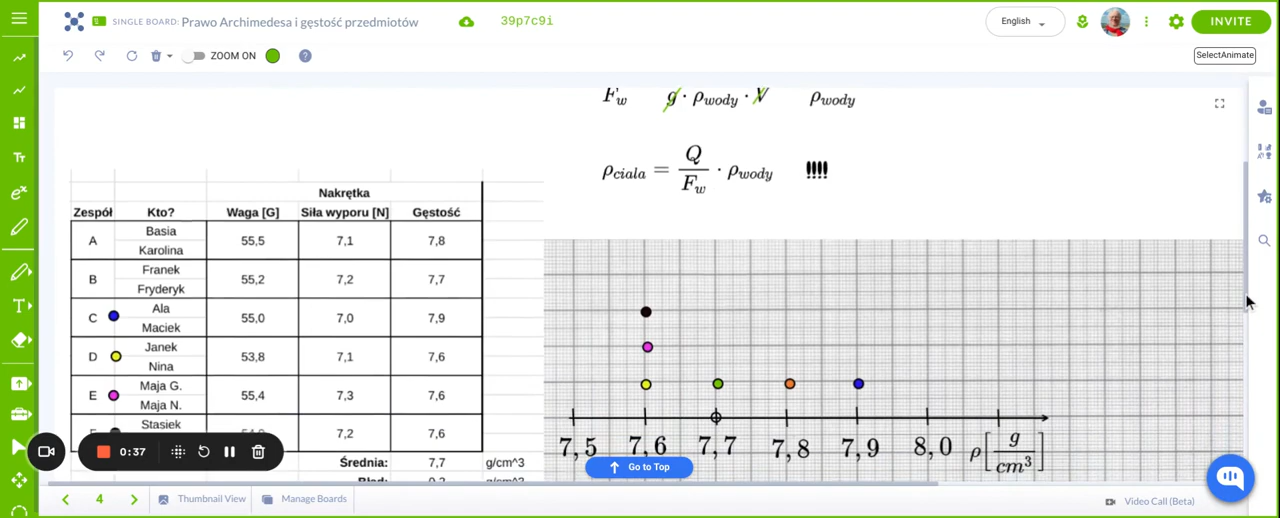 SINGLE BOARD: Prawo Archimedesa i gęstość przedmiotów
39p7c9i
English
INVITE
ZOOM ON
SelectAnimate
F_w g · ρ_wody · V ρ_wody
ρ_ciala = Q / F_w · ρ_wody !!!!
Nakrętka
Zespół Kto? Waga [G] Siła wyporu [N] Gęstość
A Basia Karolina 55,5 7,1 7,8
B Franek Fryderyk 55,2 7,2 7,7
C Ala Maciek 55,0 7,0 7,9
D Janek Nina 53,8 7,1 7,6
E Maja G. Maja N. 55,4 7,3 7,6
Stasiek 7,2 7,6
Średnia: 7,7 g/cm^3
7,5 7,6 7,7 7,8 7,9 8,0 ρ [g/cm³]
0:37
Go to Top
4 Thumbnail View Manage Boards
Video Call (Beta)